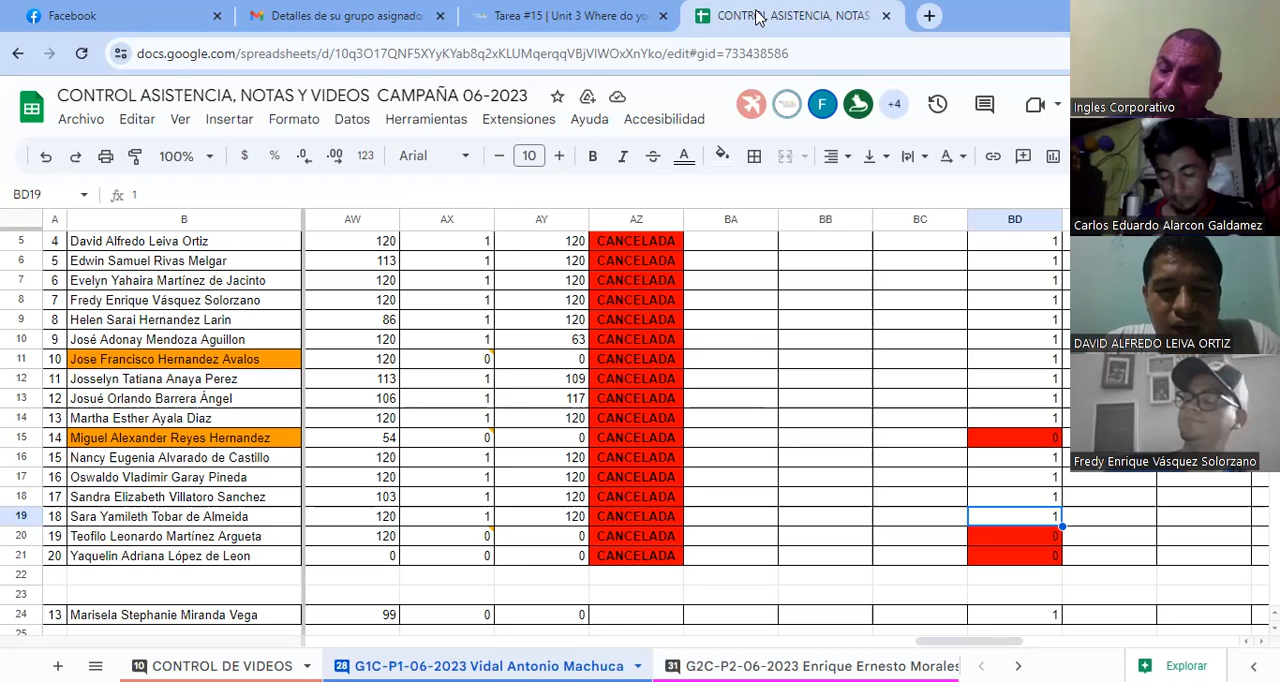 Facebook
Detalles de su grupo asignado
Tarea #15 | Unit 3 Where do yo
CONTROL ASISTENCIA, NOTAS
docs.google.com/spreadsheets/d/10q3O17QNF5XYyKYab8q2xKLUMqerqqVBjVIWOxXnYko/edit#gid=733438586
CONTROL ASISTENCIA, NOTAS Y VIDEOS CAMPAÑA 06-2023
F
+4
Archivo Editar Ver Insertar Formato Datos Herramientas Extensiones Ayuda Accesibilidad
100% $ % .0 .00 123 Arial − 10 + B I S A
BD19 fx 1
A B AW AX AY AZ BA BB BC BD
5 4 David Alfredo Leiva Ortiz 120 1 120 CANCELADA 1
6 5 Edwin Samuel Rivas Melgar 113 1 120 CANCELADA 1
7 6 Evelyn Yahaira Martínez de Jacinto 120 1 120 CANCELADA 1
8 7 Fredy Enrique Vásquez Solorzano 120 1 120 CANCELADA 1
9 8 Helen Sarai Hernandez Larin 86 1 120 CANCELADA 1
10 9 José Adonay Mendoza Aguillon 120 1 63 CANCELADA 1
11 10 Jose Francisco Hernandez Avalos 120 0 0 CANCELADA 1
12 11 Josselyn Tatiana Anaya Perez 113 1 109 CANCELADA 1
13 12 Josué Orlando Barrera Ángel 106 1 117 CANCELADA 1
14 13 Martha Esther Ayala Diaz 120 1 120 CANCELADA 1
15 14 Miguel Alexander Reyes Hernandez 54 0 0 CANCELADA 0
16 15 Nancy Eugenia Alvarado de Castillo 120 1 120 CANCELADA 1
17 16 Oswaldo Vladimir Garay Pineda 120 1 120 CANCELADA 1
18 17 Sandra Elizabeth Villatoro Sanchez 103 1 120 CANCELADA 1
19 18 Sara Yamileth Tobar de Almeida 120 1 120 CANCELADA 1
20 19 Teofilo Leonardo Martínez Argueta 120 0 0 CANCELADA 0
21 20 Yaquelin Adriana López de Leon 0 0 0 CANCELADA 0
22
23
24 13 Marisela Stephanie Miranda Vega 99 0 0 1
25
10 CONTROL DE VIDEOS
28 G1C-P1-06-2023 Vidal Antonio Machuca
31 G2C-P2-06-2023 Enrique Ernesto Morales
Explorar
Ingles Corporativo
Carlos Eduardo Alarcon Galdamez
DAVID ALFREDO LEIVA ORTIZ
Fredy Enrique Vásquez Solorzano